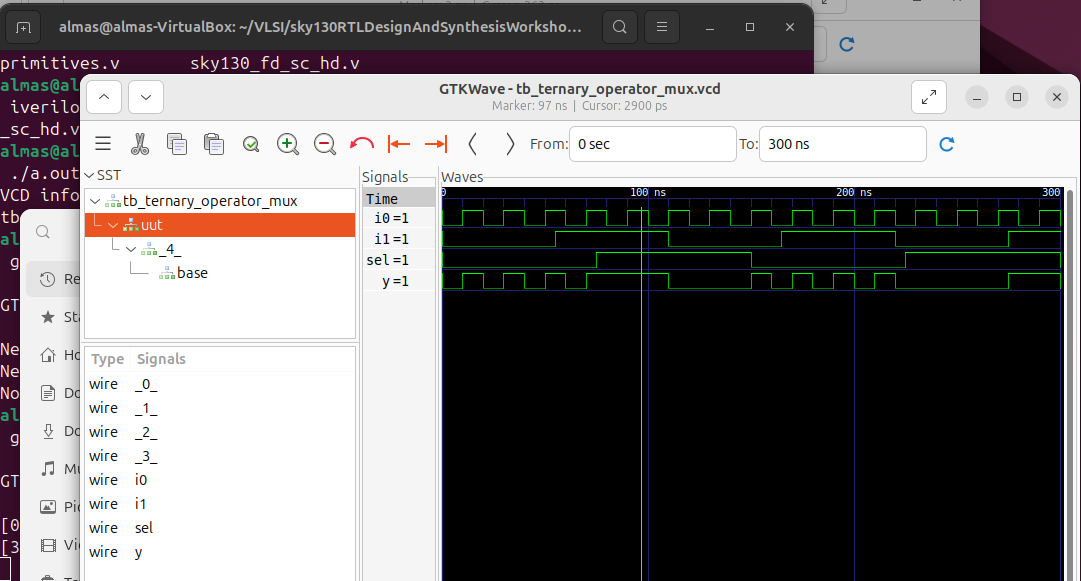 almas@almas-VirtualBox: ~/VLSI/sky130RTLDesignAndSynthesisWorksho...
primitives.v sky130_fd_sc_hd.v
almas@al
iverilo
_sc_hd.v
almas@al
./a.out
VCD info
tb
al
g
GT
Ne
Ne
No
al
g
GT
[0
[3
Re
Sta
Ho
Do
Do
Mu
Pi
Vi
GTKWave - tb_ternary_operator_mux.vcd
Marker: 97 ns | Cursor: 2900 ps
From: 0 sec To: 300 ns
SST
tb_ternary_operator_mux
uut
_4_
base
Type Signals
wire _0_
wire _1_
wire _2_
wire _3_
wire i0
wire i1
wire sel
wire y
Signals
Time
i0 =1
i1 =1
sel =1
y =1
Waves
0 100 ns 200 ns 300